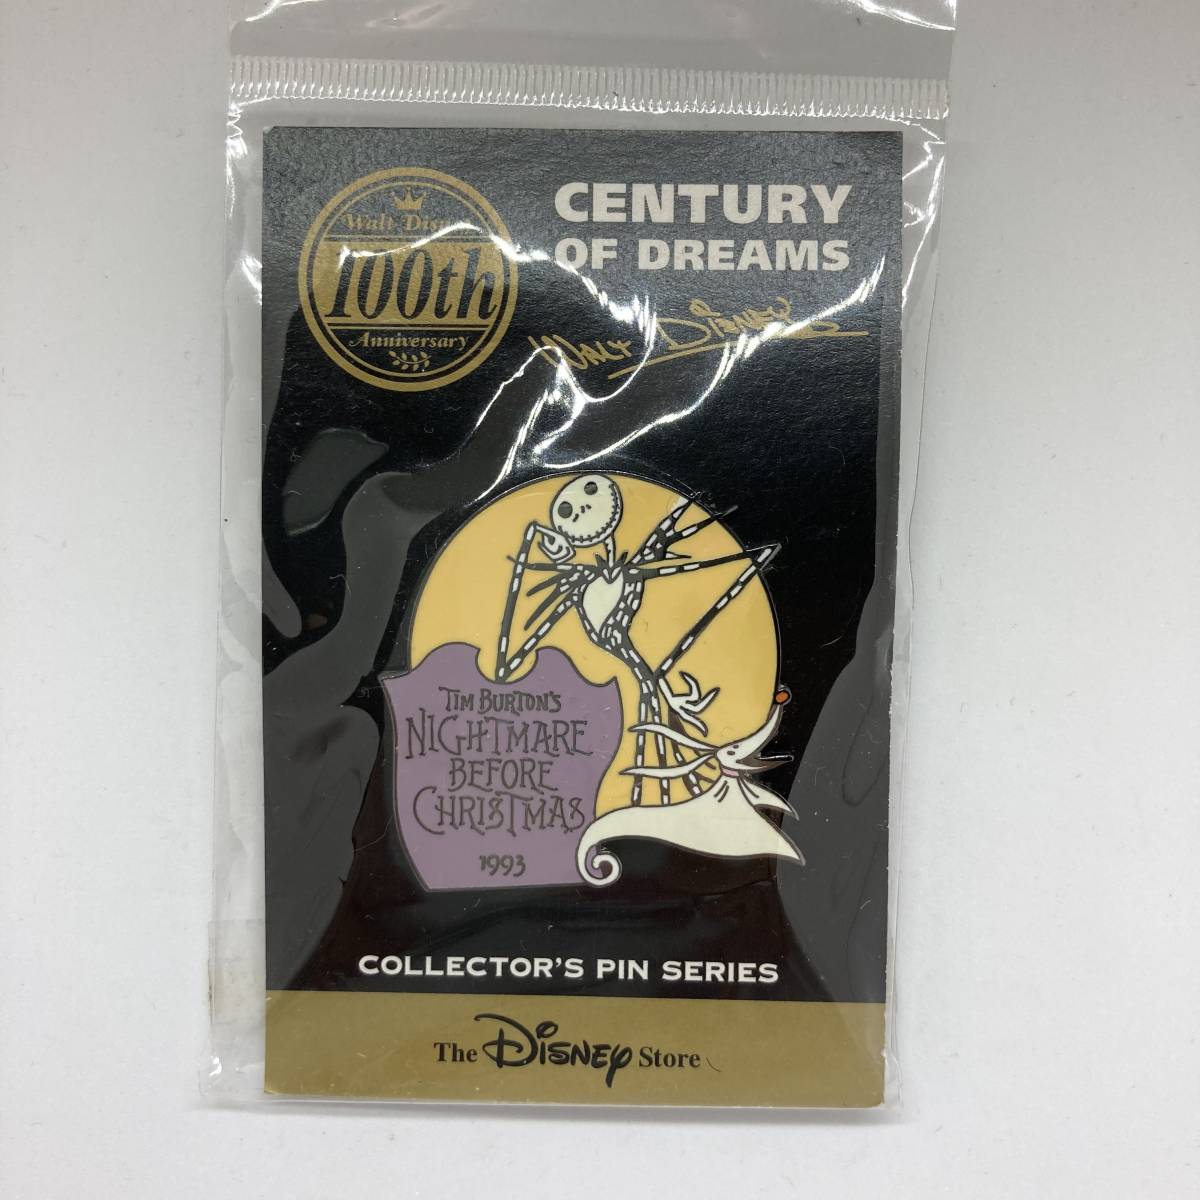 Walt Disney
100th
Anniversary
CENTURY
OF DREAMS
WALT DISNEY
TIM BURTON'S
NIGHTMARE
BEFORE
CHRISTMAS
1993
COLLECTOR'S PIN SERIES
The Disney Store